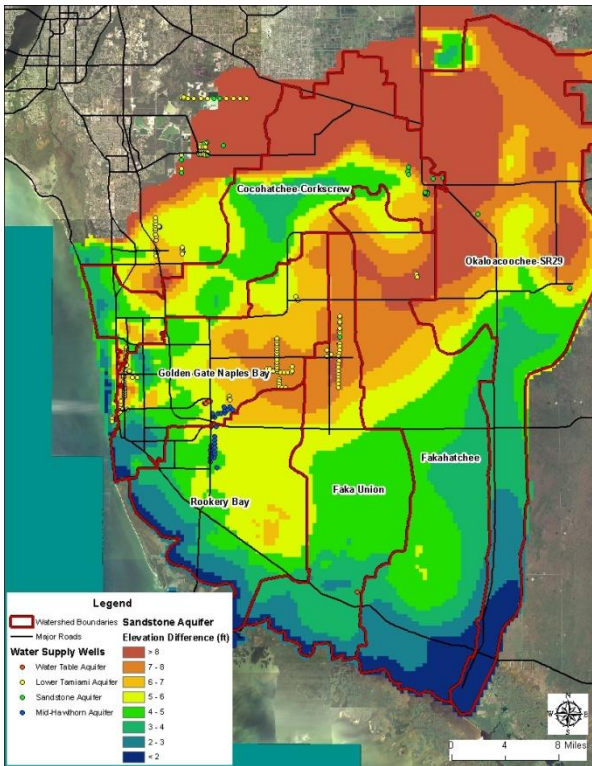 Cocohatchee-Corkscrew
Okaloacoochee-SR29
Golden Gate Naples Bay
Fakahatchee
Faka Union
Rookery Bay
Legend
Watershed Boundaries
Major Roads
Water Supply Wells
Water Table Aquifer
Lower Tamiami Aquifer
Sandstone Aquifer
Mid-Hawthorn Aquifer
Sandstone Aquifer
Elevation Difference (ft)
> 8
7 - 8
6 - 7
5 - 6
4 - 5
3 - 4
2 - 3
< 2
N
W
E
S
0 4 8 Miles